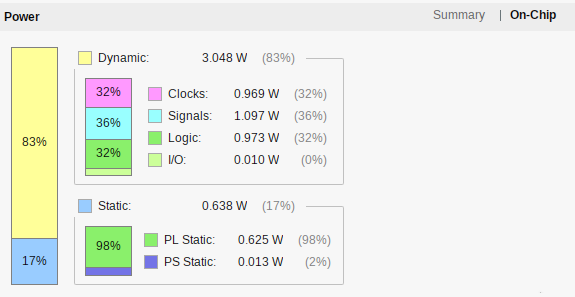 Power Summary | On-Chip
Dynamic: 3.048 W (83%)
32% Clocks: 0.969 W (32%)
36% Signals: 1.097 W (36%)
83% 32% Logic: 0.973 W (32%)
I/O: 0.010 W (0%)
Static: 0.638 W (17%)
17% 98% PL Static: 0.625 W (98%)
PS Static: 0.013 W (2%)